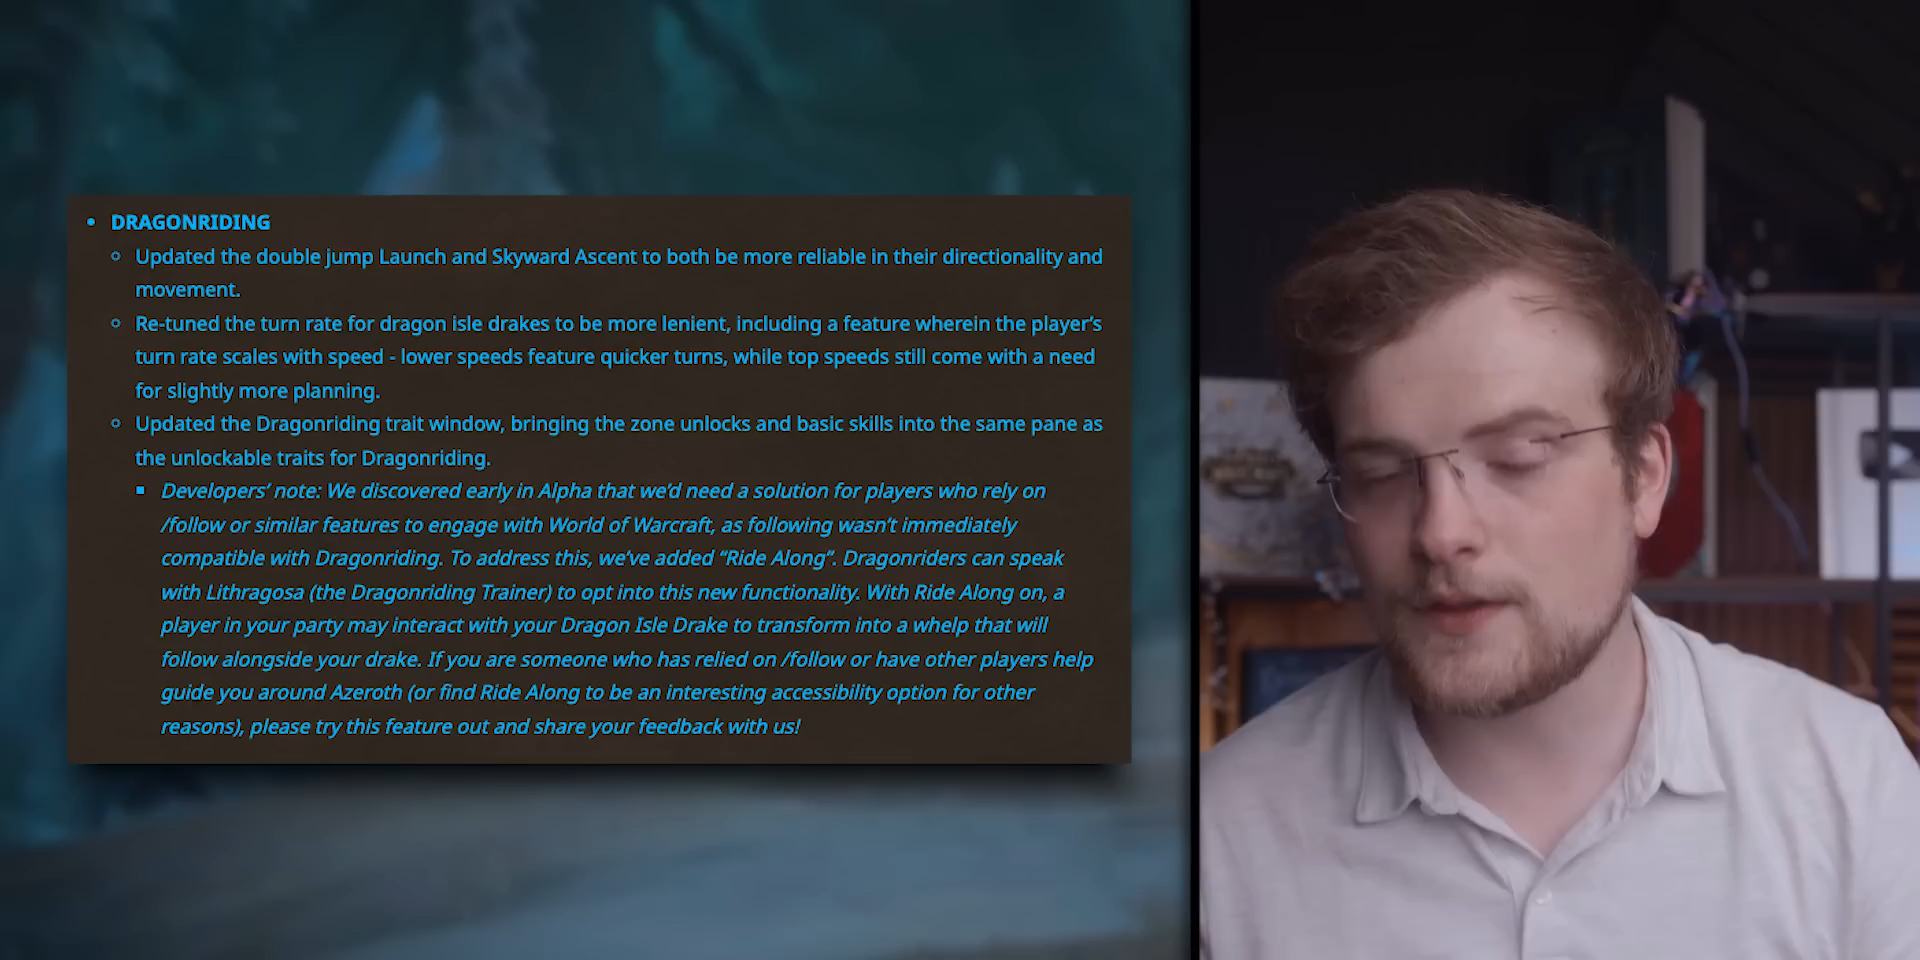 DRAGONRIDING
Updated the double jump Launch and Skyward Ascent to both be more reliable in their directionality and
movement.
Re-tuned the turn rate for dragon isle drakes to be more lenient, including a feature wherein the player's
turn rate scales with speed - lower speeds feature quicker turns, while top speeds still come with a need
for slightly more planning.
Updated the Dragonriding trait window, bringing the zone unlocks and basic skills into the same pane as
the unlockable traits for Dragonriding.
Developers' note: We discovered early in Alpha that we'd need a solution for players who rely on
/follow or similar features to engage with World of Warcraft, as following wasn't immediately
compatible with Dragonriding. To address this, we've added “Ride Along”. Dragonriders can speak
with Lithragosa (the Dragonriding Trainer) to opt into this new functionality. With Ride Along on, a
player in your party may interact with your Dragon Isle Drake to transform into a whelp that will
follow alongside your drake. If you are someone who has relied on /follow or have other players help
guide you around Azeroth (or find Ride Along to be an interesting accessibility option for other
reasons), please try this feature out and share your feedback with us!